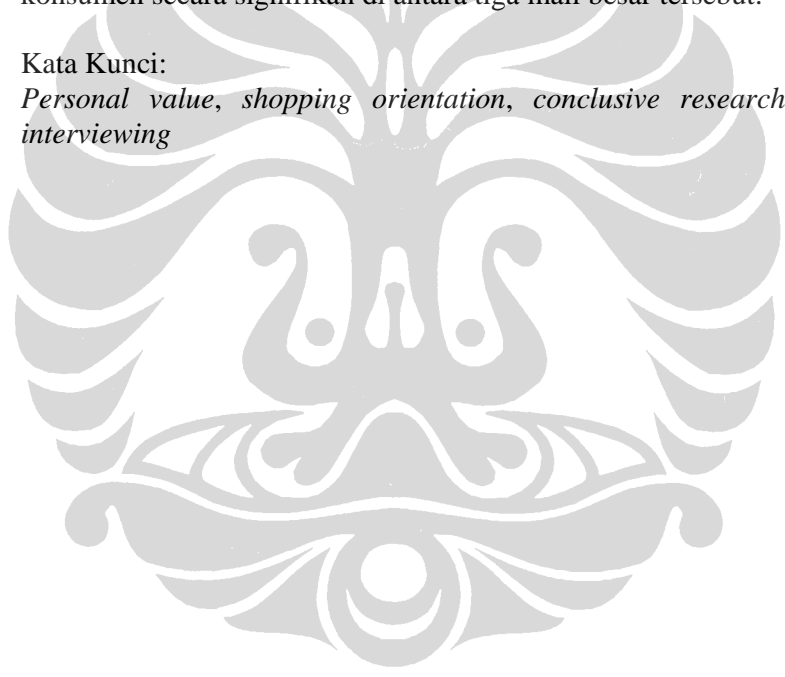 konsumen secara signifikan di antara tiga mall besar tersebut.
Kata Kunci:
Personal value, shopping orientation, conclusive research
interviewing